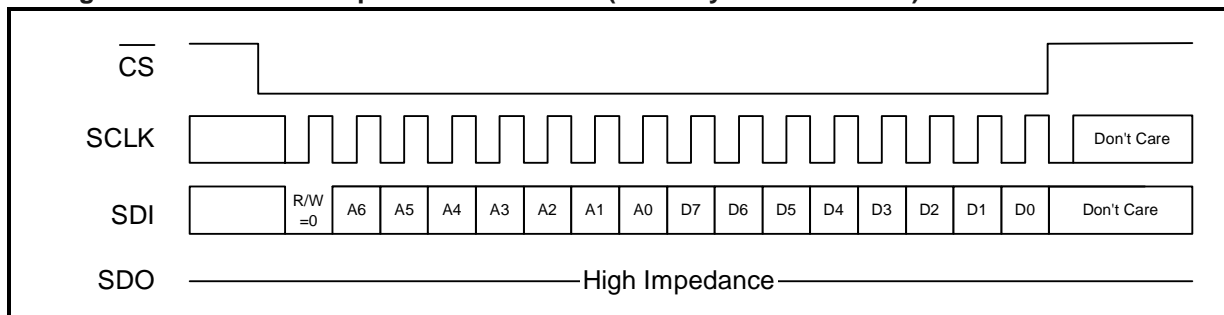 CS
SCLK
Don't Care
SDI
R/W
=0
A6 A5 A4 A3 A2 A1 A0 D7 D6 D5 D4 D3 D2 D1 D0 Don't Care
SDO
High Impedance